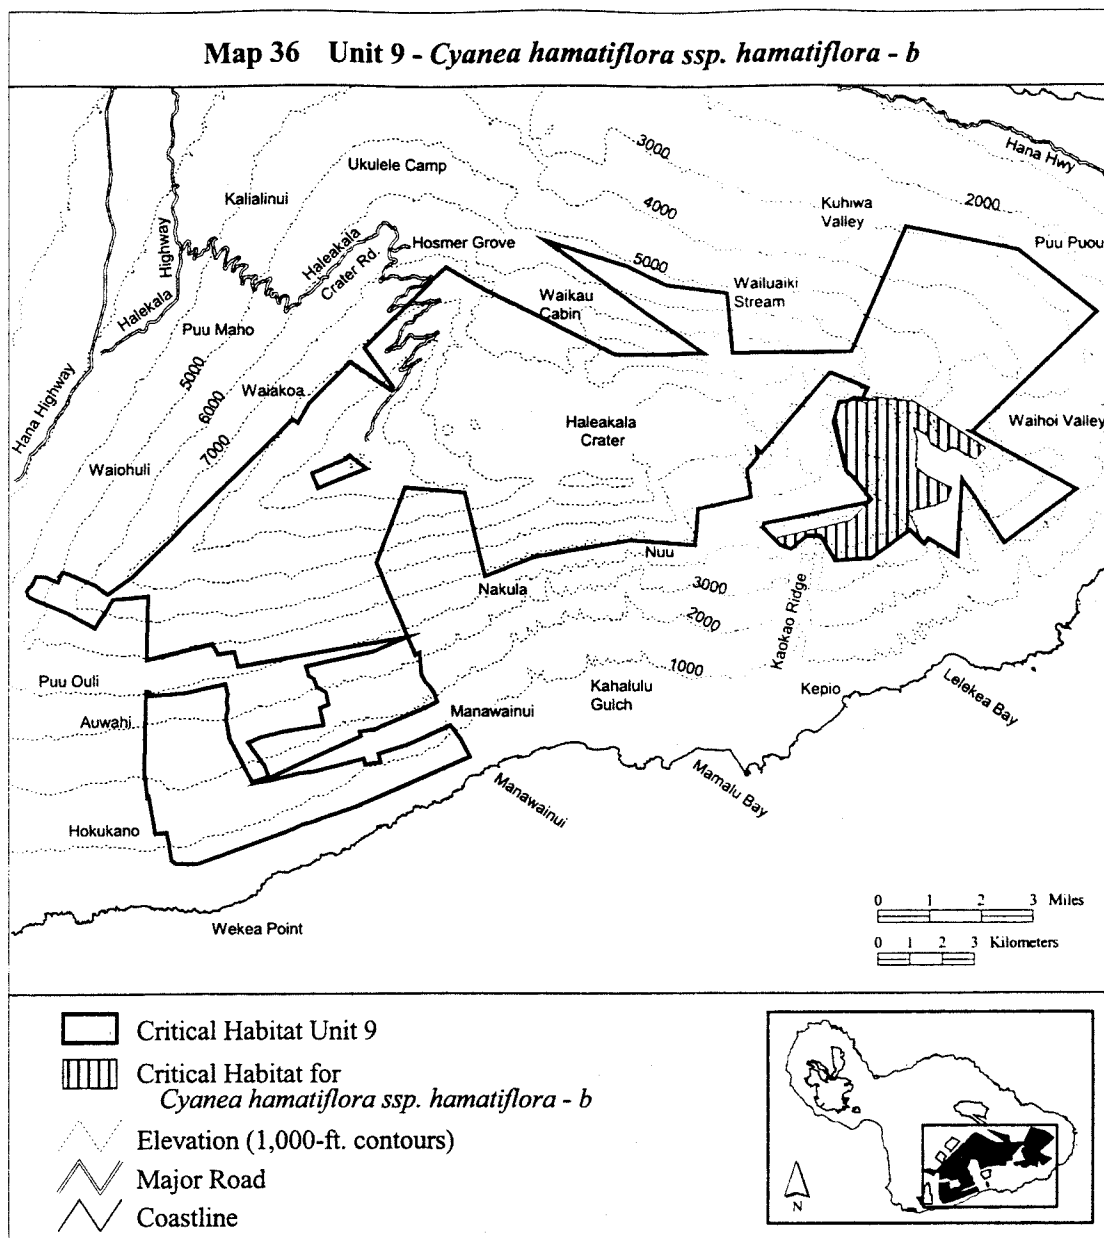 Map 36 Unit 9 - Cyanea hamatiflora ssp. hamatiflora - b
Hana Hwy
3000
Ukulele Camp
Kalialinui
4000
Kuhiwa
Valley
2000
Puu Puou
Highway
Halekala
Haleakala
Crater Rd.
Hosmer Grove
5000
Wailuaiki
Stream
Waikau
Cabin
Puu Maho
5000
Hana Highway
Waiakoa
6000
7000
Haleakala
Crater
Waihoi Valley
Waiohuli
Nuu
Nakula
3000
2000
1000
Kaokao Ridge
Puu Ouli
Auwahi
Manawainui
Kahalulu
Gulch
Kepio
Lelekea Bay
Mamalu Bay
Manawainui
Hokukano
Wekea Point
0 1 2 3 Miles
0 1 2 3 Kilometers
Critical Habitat Unit 9
Critical Habitat for
Cyanea hamatiflora ssp. hamatiflora - b
Elevation (1,000-ft. contours)
Major Road
Coastline
N